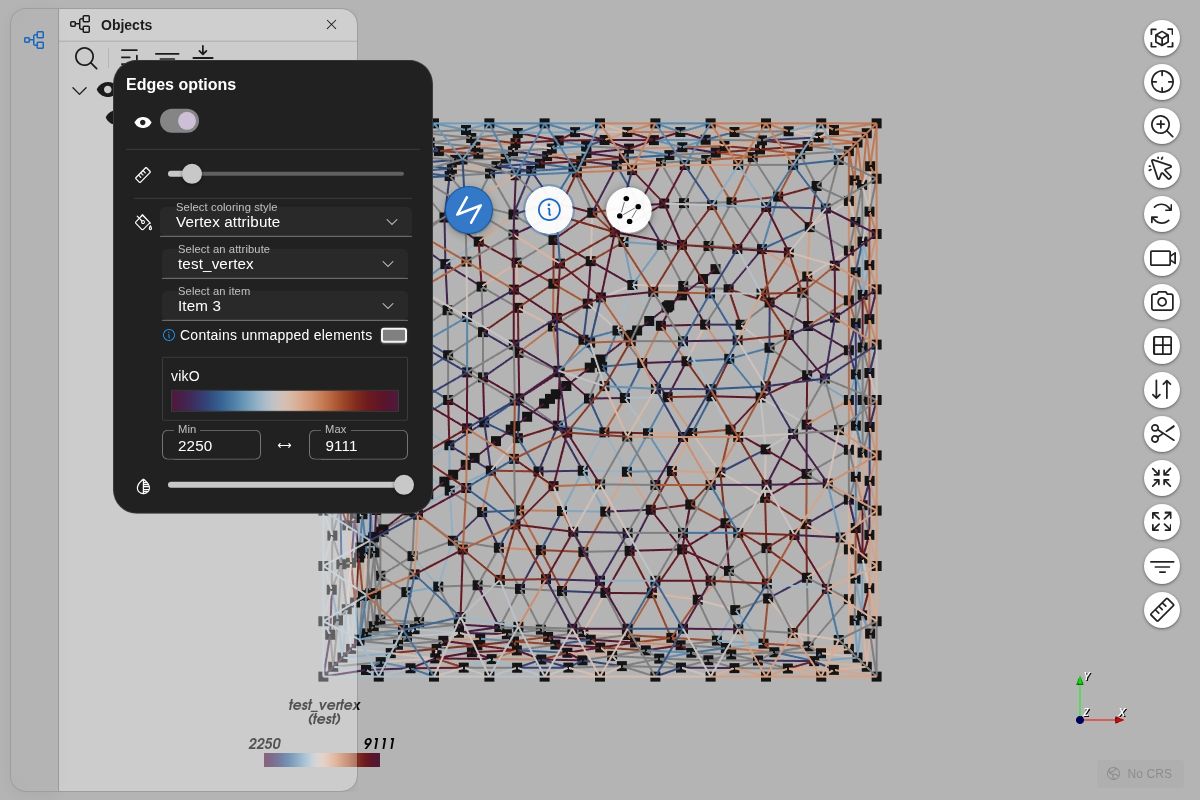 Objects
Edges options
Select coloring style
Vertex attribute
Select an attribute
test_vertex
Select an item
Item 3
Contains unmapped elements
vikO
Min
2250
Max
9111
test_vertex
(test)
2250
9111
Y
Z
X
No CRS